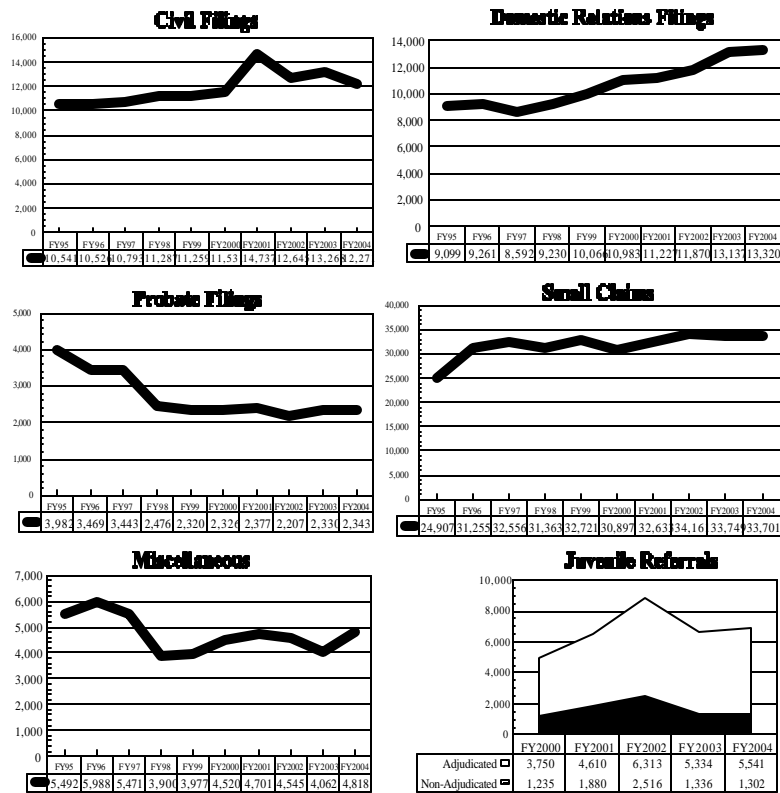 Civil Filings
16,000
14,000
12,000
10,000
8,000
6,000
4,000
2,000
0
FY95 FY96 FY97 FY98 FY99 FY2000 FY2001 FY2002 FY2003 FY2004
10,541 10,526 10,793 11,287 11,259 11,53 14,737 12,645 13,268 12,27
Domestic Relations Filings
14,000
12,000
10,000
8,000
6,000
4,000
2,000
0
FY95 FY96 FY97 FY98 FY99 FY2000 FY2001 FY2002 FY2003 FY2004
9,099 9,261 8,592 9,230 10,066 10,983 11,227 11,870 13,137 13,320
Probate Filings
5,000
4,000
3,000
2,000
1,000
0
FY95 FY96 FY97 FY98 FY99 FY2000 FY2001 FY2002 FY2003 FY2004
3,982 3,469 3,443 2,476 2,320 2,326 2,377 2,207 2,330 2,343
Small Claims
40,000
35,000
30,000
25,000
20,000
15,000
10,000
5,000
0
FY95 FY96 FY97 FY98 FY99 FY2000 FY2001 FY2002 FY2003 FY2004
24,907 31,255 32,556 31,363 32,721 30,897 32,633 34,16 33,749 33,701
Miscellaneous
7,000
6,000
5,000
4,000
3,000
2,000
1,000
0
FY95 FY96 FY97 FY98 FY99 FY2000 FY2001 FY2002 FY2003 FY2004
5,492 5,988 5,471 3,900 3,977 4,520 4,701 4,545 4,062 4,818
Juvenile Referrals
10,000
8,000
6,000
4,000
2,000
0
FY2000 FY2001 FY2002 FY2003 FY2004
Adjudicated 3,750 4,610 6,313 5,334 5,541
Non-Adjudicated 1,235 1,880 2,516 1,336 1,302